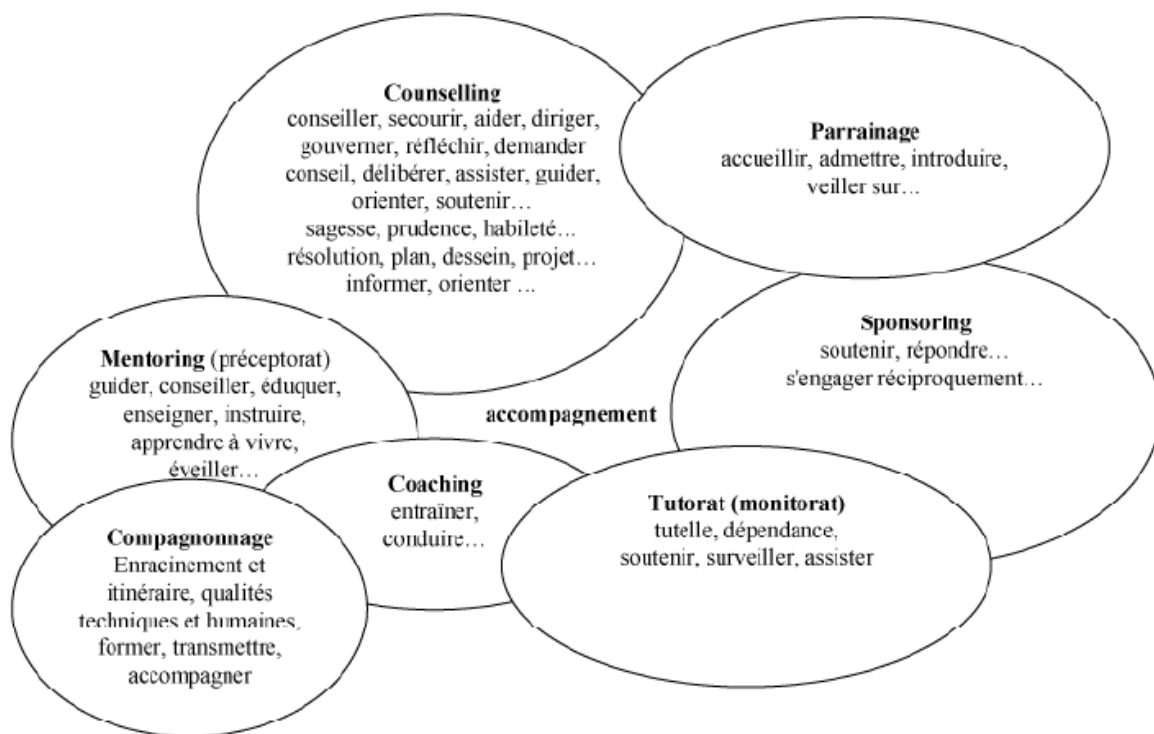 Counselling
conseiller, secourir, aider, diriger,
gouverner, réfléchir, demander
conseil, délibérer, assister, guider,
orienter, soutenir…
sagesse, prudence, habileté…
résolution, plan, dessein, projet…
informer, orienter …
Parrainage
accueillir, admettre, introduire,
veiller sur…
Mentoring (préceptorat)
guider, conseiller, éduquer,
enseigner, instruire,
apprendre à vivre,
éveiller…
accompagnement
Sponsoring
soutenir, répondre…
s'engager réciproquement…
Coaching
entraîner,
conduire…
Tutorat (monitorat)
tutelle, dépendance,
soutenir, surveiller, assister
Compagnonnage
Enracinement et
itinéraire, qualités
techniques et humaines,
former, transmettre,
accompagner